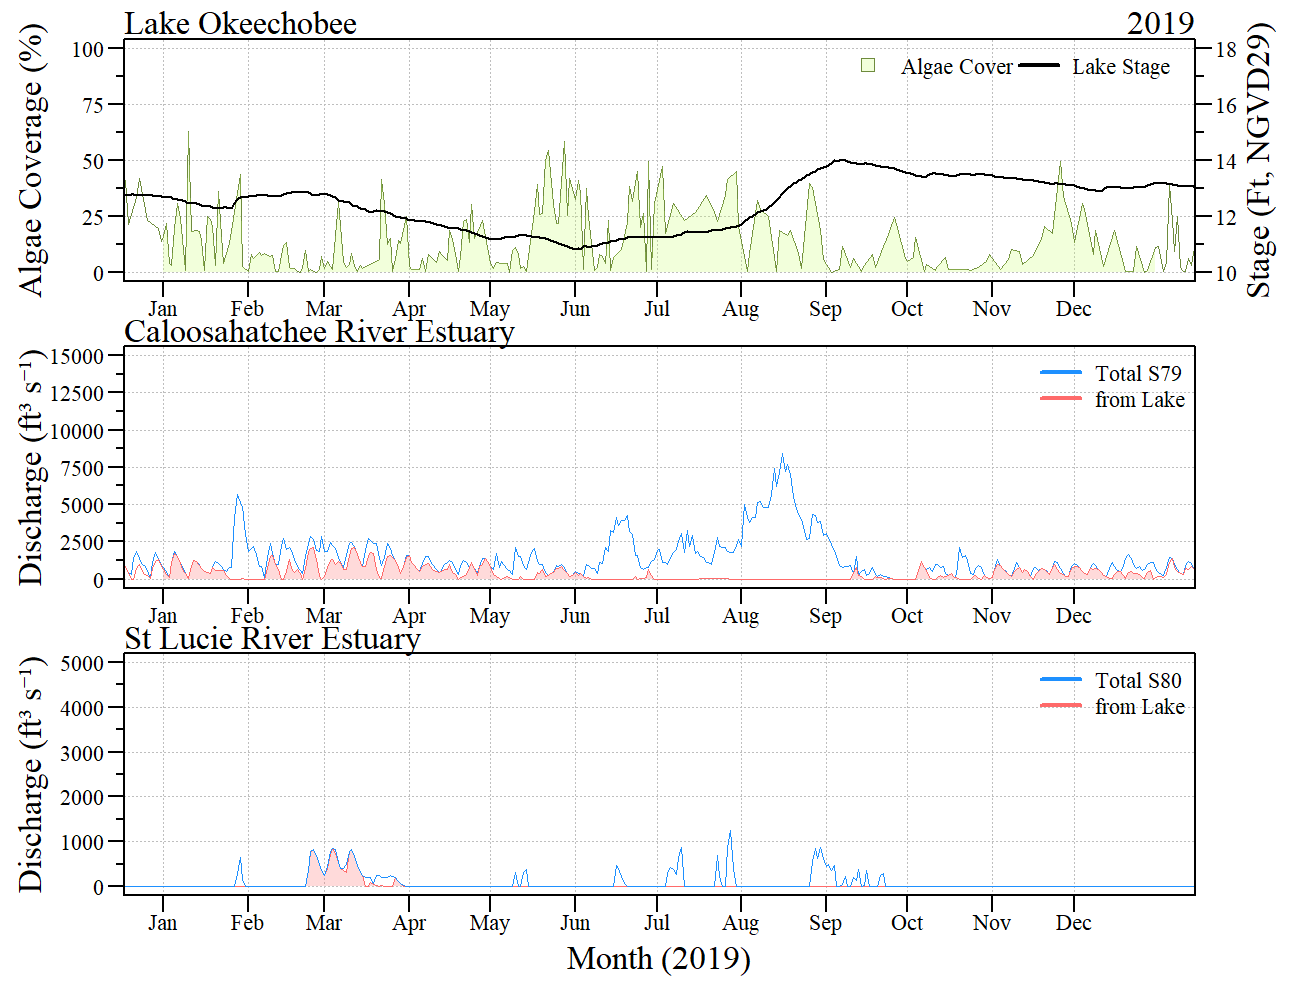 Lake Okeechobee 2019
Algae Coverage (%)
100
75
50
25
0
Algae Cover Lake Stage
18
16
14
12
10
Stage (Ft, NGVD29)
Jan Feb Mar Apr May Jun Jul Aug Sep Oct Nov Dec
Caloosahatchee River Estuary
Discharge (ft³ s⁻¹)
15000
12500
10000
7500
5000
2500
0
Total S79
from Lake
Jan Feb Mar Apr May Jun Jul Aug Sep Oct Nov Dec
St Lucie River Estuary
Discharge (ft³ s⁻¹)
5000
4000
3000
2000
1000
0
Total S80
from Lake
Jan Feb Mar Apr May Jun Jul Aug Sep Oct Nov Dec
Month (2019)